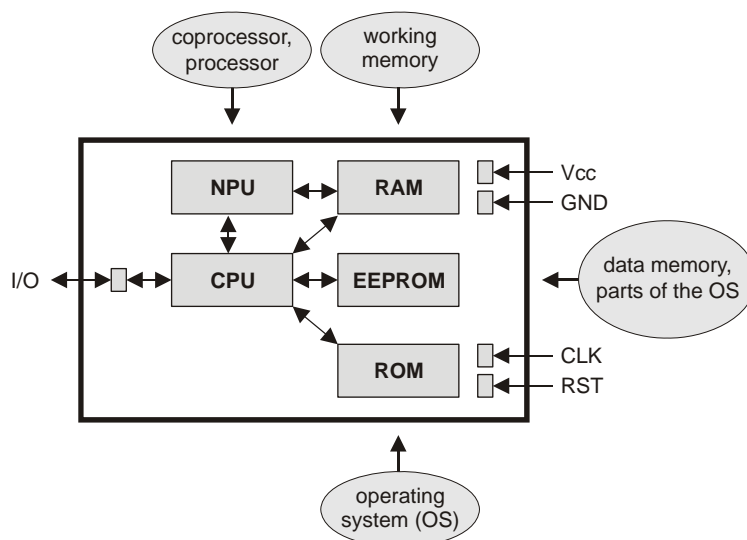 coprocessor,
processor
working
memory
NPU
RAM
Vcc
GND
I/O
CPU
EEPROM
data memory,
parts of the OS
ROM
CLK
RST
operating
system (OS)